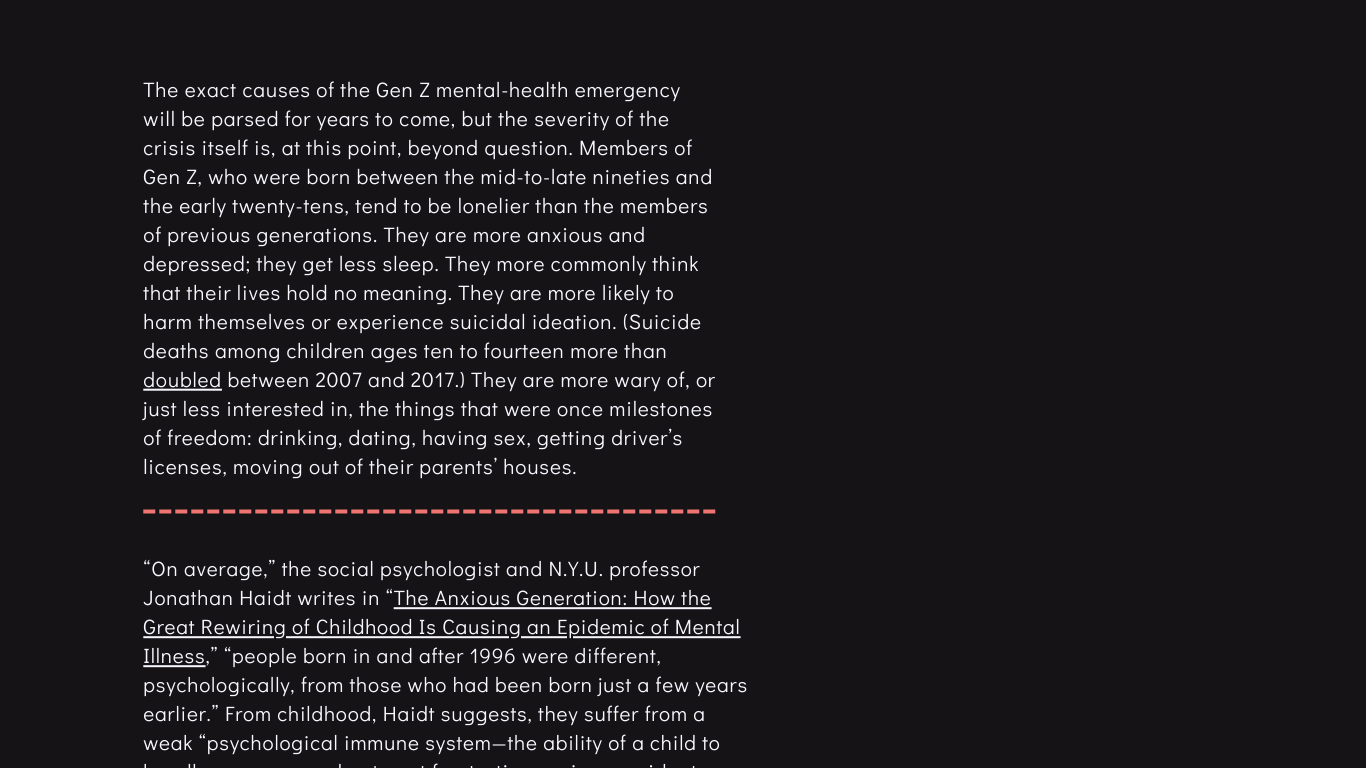 The exact causes of the Gen Z mental-health emergency
will be parsed for years to come, but the severity of the
crisis itself is, at this point, beyond question. Members of
Gen Z, who were born between the mid-to-late nineties and
the early twenty-tens, tend to be lonelier than the members
of previous generations. They are more anxious and
depressed; they get less sleep. They more commonly think
that their lives hold no meaning. They are more likely to
harm themselves or experience suicidal ideation. (Suicide
deaths among children ages ten to fourteen more than
doubled between 2007 and 2017.) They are more wary of, or
just less interested in, the things that were once milestones
of freedom: drinking, dating, having sex, getting driver’s
licenses, moving out of their parents’ houses.
“On average,” the social psychologist and N.Y.U. professor
Jonathan Haidt writes in “The Anxious Generation: How the
Great Rewiring of Childhood Is Causing an Epidemic of Mental
Illness,” “people born in and after 1996 were different,
psychologically, from those who had been born just a few years
earlier.” From childhood, Haidt suggests, they suffer from a
weak “psychological immune system—the ability of a child to